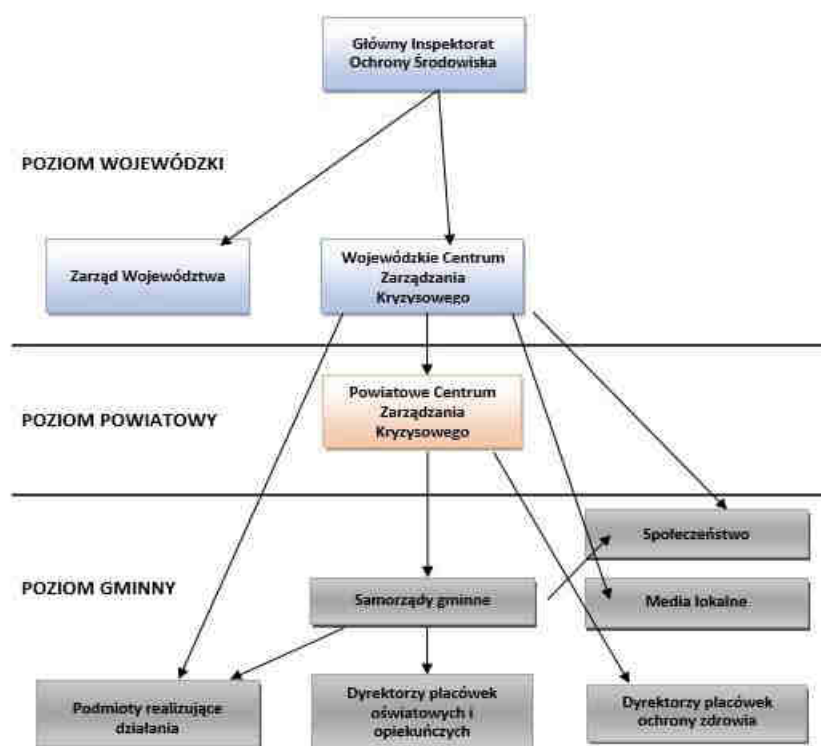 Główny Inspektorat
Ochrony Środowiska
POZIOM WOJEWÓDZKI
Zarząd Województwa
Wojewódzkie Centrum
Zarządzania
Kryzysowego
POZIOM POWIATOWY
Powiatowe Centrum
Zarządzania
Kryzysowego
Społeczeństwo
POZIOM GMINNY
Samorządy gminne
Media lokalne
Podmioty realizujące
działania
Dyrektorzy placówek
oświatowych i
opiekuńczych
Dyrektorzy placówek
ochrony zdrowia